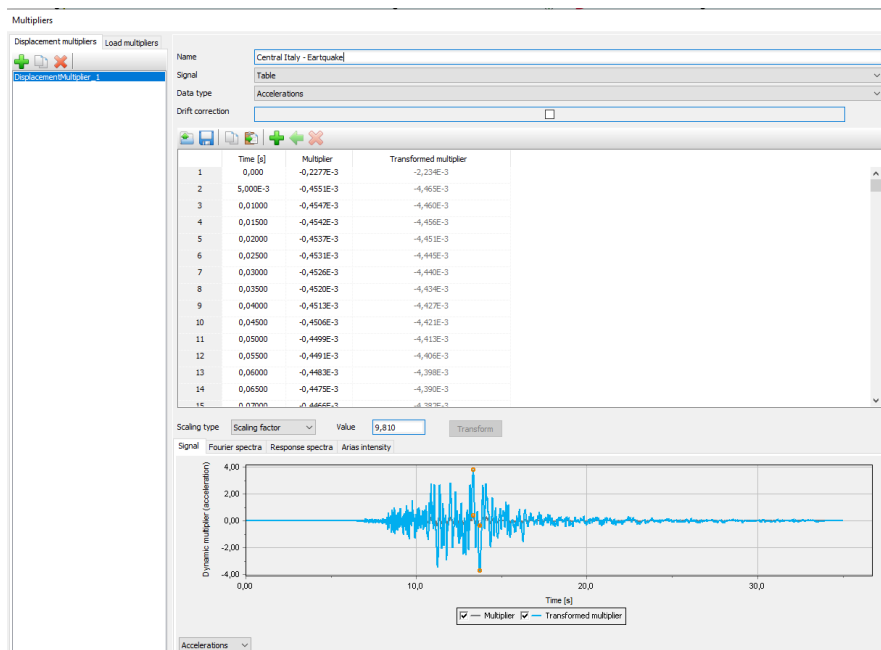 Multipliers
Displacement multipliers Load multipliers
DisplacementMultiplier_1
Name Central Italy - Eartquake
Signal Table
Data type Accelerations
Drift correction
Time [s] Multiplier Transformed multiplier
1 0,000 -0,2277E-3 -2,234E-3
2 5,000E-3 -0,4551E-3 -4,465E-3
3 0,01000 -0,4547E-3 -4,460E-3
4 0,01500 -0,4542E-3 -4,456E-3
5 0,02000 -0,4537E-3 -4,451E-3
6 0,02500 -0,4531E-3 -4,445E-3
7 0,03000 -0,4526E-3 -4,440E-3
8 0,03500 -0,4520E-3 -4,434E-3
9 0,04000 -0,4513E-3 -4,427E-3
10 0,04500 -0,4506E-3 -4,421E-3
11 0,05000 -0,4499E-3 -4,413E-3
12 0,05500 -0,4491E-3 -4,406E-3
13 0,06000 -0,4483E-3 -4,398E-3
14 0,06500 -0,4475E-3 -4,390E-3
15 0,07000 -0,4466E-3 -4,382E-3
Scaling type Scaling factor Value 9,810 Transform
Signal Fourier spectra Response spectra Arias intensity
Dynamic multiplier (acceleration)
4,00
2,00
0,00
-2,00
-4,00
0,00 10,0 20,0 30,0
Time [s]
Multiplier Transformed multiplier
Accelerations